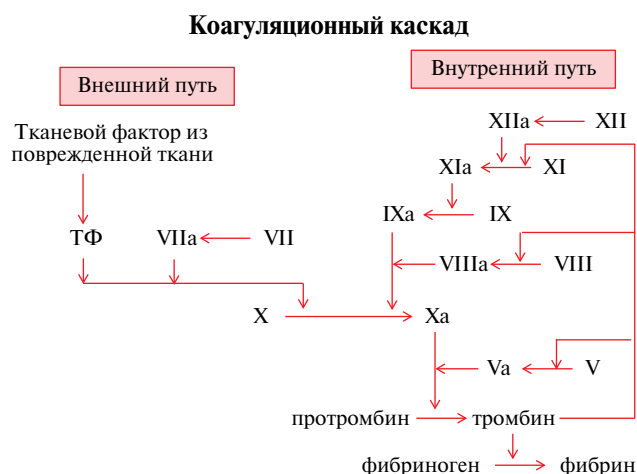 Коагуляционный каскад
Внешний путь
Внутренний путь
Тканевой фактор из
поврежденной ткани
XIIa XII
XIa XI
IXa IX
ТФ VIIa VII
VIIIa VIII
X Xa
Va V
протромбин тромбин
фибриноген фибрин